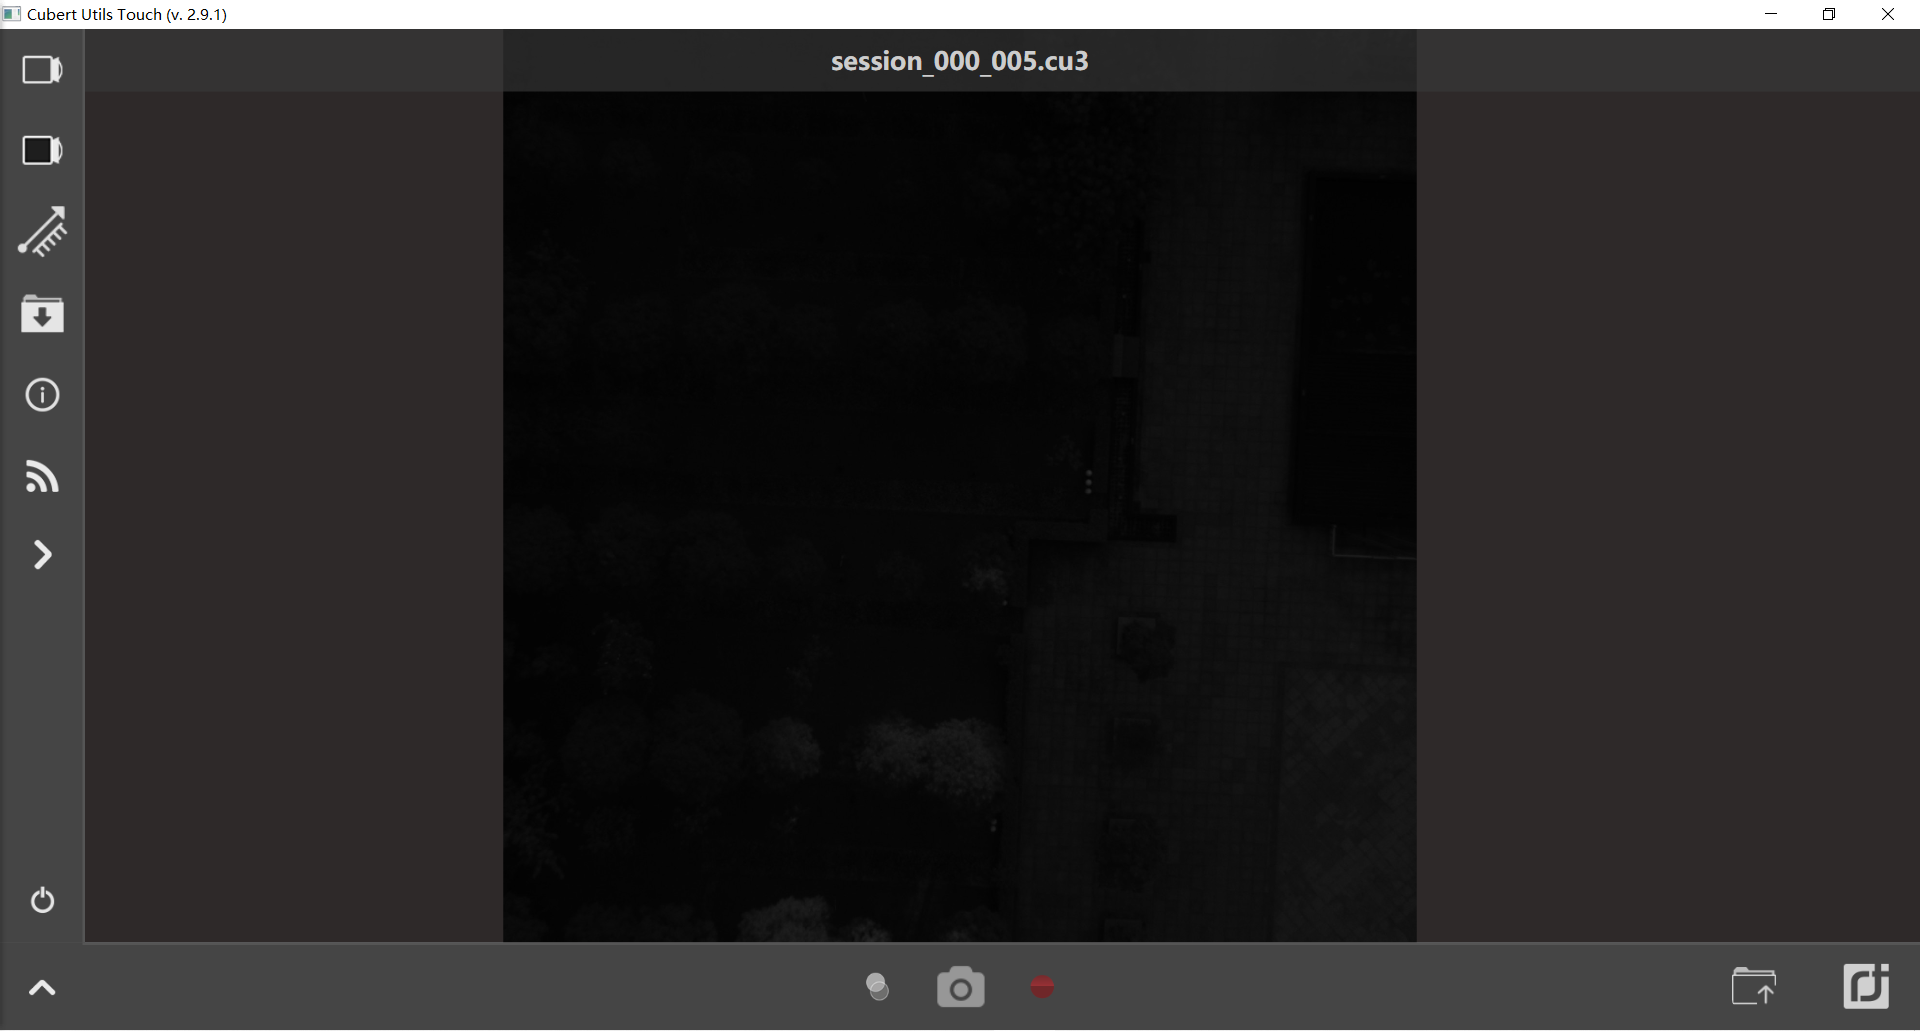 Cubert Utils Touch (v. 2.9.1)
session_000_005.cu3